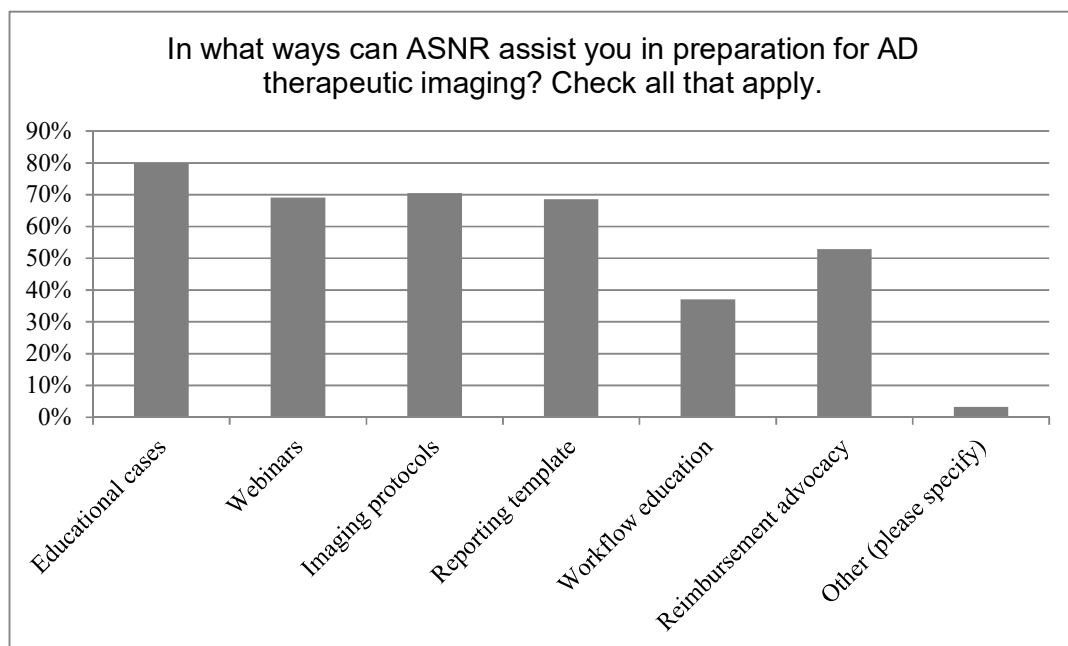 In what ways can ASNR assist you in preparation for AD
therapeutic imaging? Check all that apply.
90%
80%
70%
60%
50%
40%
30%
20%
10%
0%
Educational cases
Webinars
Imaging protocols
Reporting template
Workflow education
Reimbursement advocacy
Other (please specify)